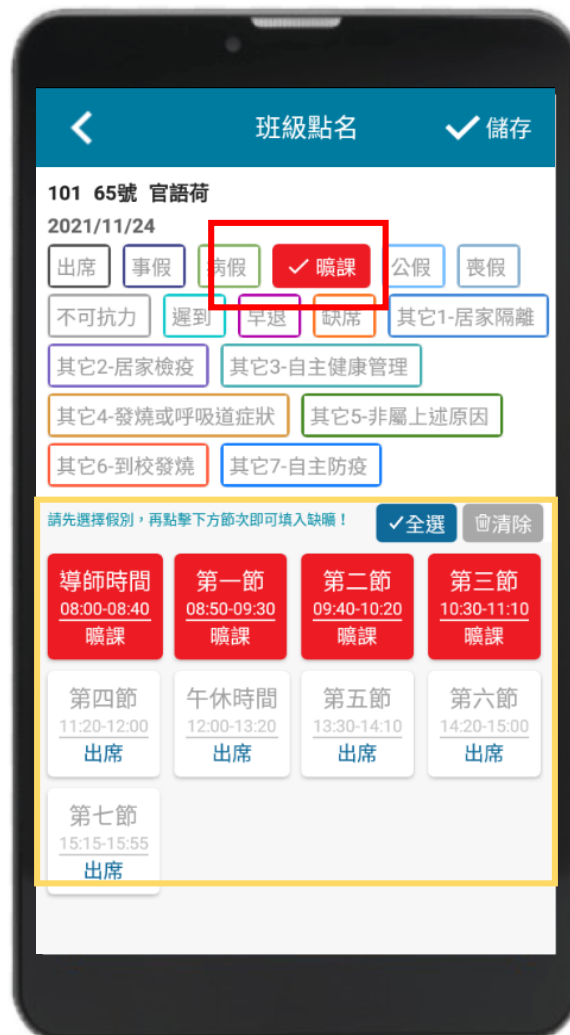 班級點名 儲存
101 65號 官語荷
2021/11/24
出席 事假 病假 曠課 公假 喪假
不可抗力 遲到 早退 缺席 其它1-居家隔離
其它2-居家檢疫 其它3-自主健康管理
其它4-發燒或呼吸道症狀 其它5-非屬上述原因
其它6-到校發燒 其它7-自主防疫
請先選擇假別，再點擊下方節次即可填入缺曠！ 全選 清除
導師時間 第一節 第二節 第三節
08:00-08:40 08:50-09:30 09:40-10:20 10:30-11:10
曠課 曠課 曠課 曠課
第四節 午休時間 第五節 第六節
11:20-12:00 12:00-13:20 13:30-14:10 14:20-15:00
出席 出席 出席 出席
第七節
15:15-15:55
出席